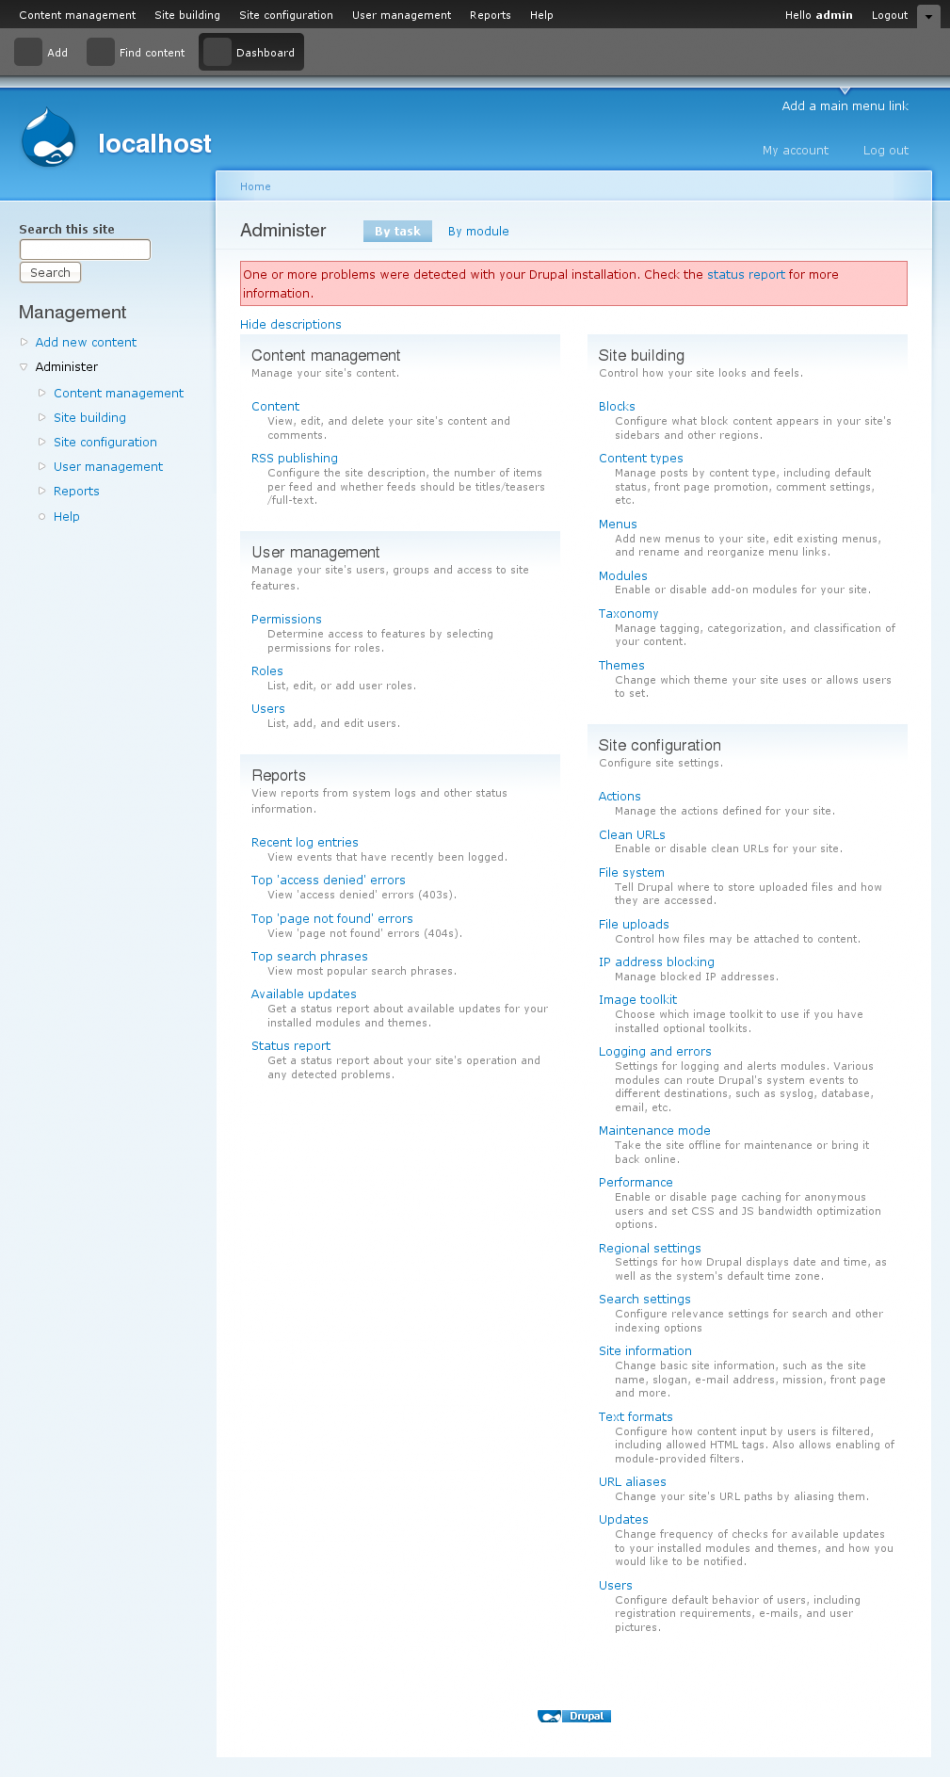 Content management Site building Site configuration User management Reports Help Hello admin Logout
Add Find content Dashboard
Add a main menu link
localhost
My account Log out
Home
Search this site
Search
Management
Add new content
Administer
Content management
Site building
Site configuration
User management
Reports
Help
Administer By task By module
One or more problems were detected with your Drupal installation. Check the status report for more
information.
Hide descriptions
Content management
Manage your site's content.
Content
View, edit, and delete your site's content and
comments.
RSS publishing
Configure the site description, the number of items
per feed and whether feeds should be titles/teasers
/full-text.
User management
Manage your site's users, groups and access to site
features.
Permissions
Determine access to features by selecting
permissions for roles.
Roles
List, edit, or add user roles.
Users
List, add, and edit users.
Reports
View reports from system logs and other status
information.
Recent log entries
View events that have recently been logged.
Top 'access denied' errors
View 'access denied' errors (403s).
Top 'page not found' errors
View 'page not found' errors (404s).
Top search phrases
View most popular search phrases.
Available updates
Get a status report about available updates for your
installed modules and themes.
Status report
Get a status report about your site's operation and
any detected problems.
Site building
Control how your site looks and feels.
Blocks
Configure what block content appears in your site's
sidebars and other regions.
Content types
Manage posts by content type, including default
status, front page promotion, comment settings,
etc.
Menus
Add new menus to your site, edit existing menus,
and rename and reorganize menu links.
Modules
Enable or disable add-on modules for your site.
Taxonomy
Manage tagging, categorization, and classification of
your content.
Themes
Change which theme your site uses or allows users
to set.
Site configuration
Configure site settings.
Actions
Manage the actions defined for your site.
Clean URLs
Enable or disable clean URLs for your site.
File system
Tell Drupal where to store uploaded files and how
they are accessed.
File uploads
Control how files may be attached to content.
IP address blocking
Manage blocked IP addresses.
Image toolkit
Choose which image toolkit to use if you have
installed optional toolkits.
Logging and errors
Settings for logging and alerts modules. Various
modules can route Drupal's system events to
different destinations, such as syslog, database,
email, etc.
Maintenance mode
Take the site offline for maintenance or bring it
back online.
Performance
Enable or disable page caching for anonymous
users and set CSS and JS bandwidth optimization
options.
Regional settings
Settings for how Drupal displays date and time, as
well as the system's default time zone.
Search settings
Configure relevance settings for search and other
indexing options
Site information
Change basic site information, such as the site
name, slogan, e-mail address, mission, front page
and more.
Text formats
Configure how content input by users is filtered,
including allowed HTML tags. Also allows enabling of
module-provided filters.
URL aliases
Change your site's URL paths by aliasing them.
Updates
Change frequency of checks for available updates
to your installed modules and themes, and how you
would like to be notified.
Users
Configure default behavior of users, including
registration requirements, e-mails, and user
pictures.
Drupal